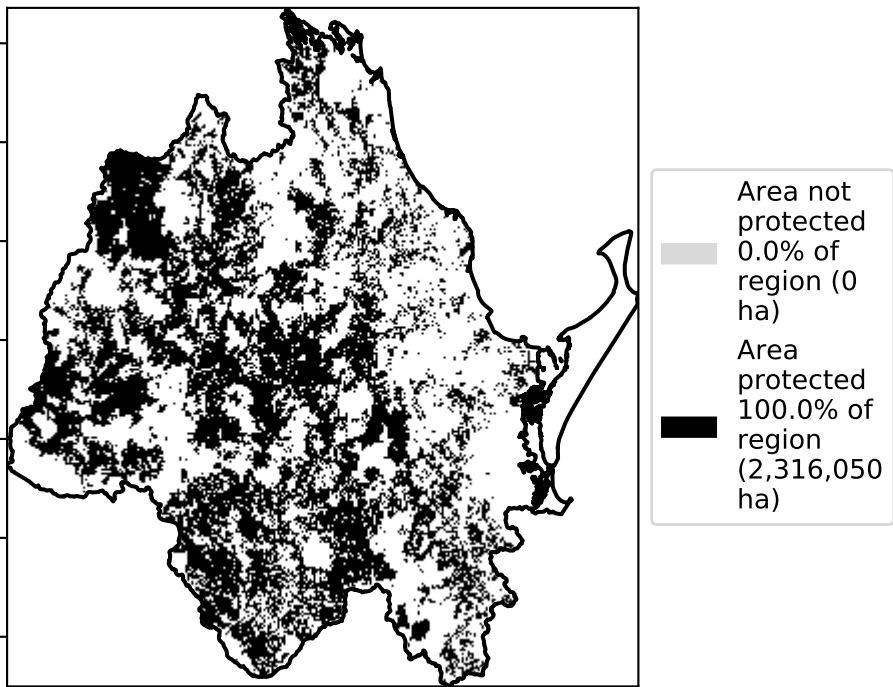 Area not
protected
0.0% of
region (0
ha)
Area
protected
100.0% of
region
(2,316,050
ha)